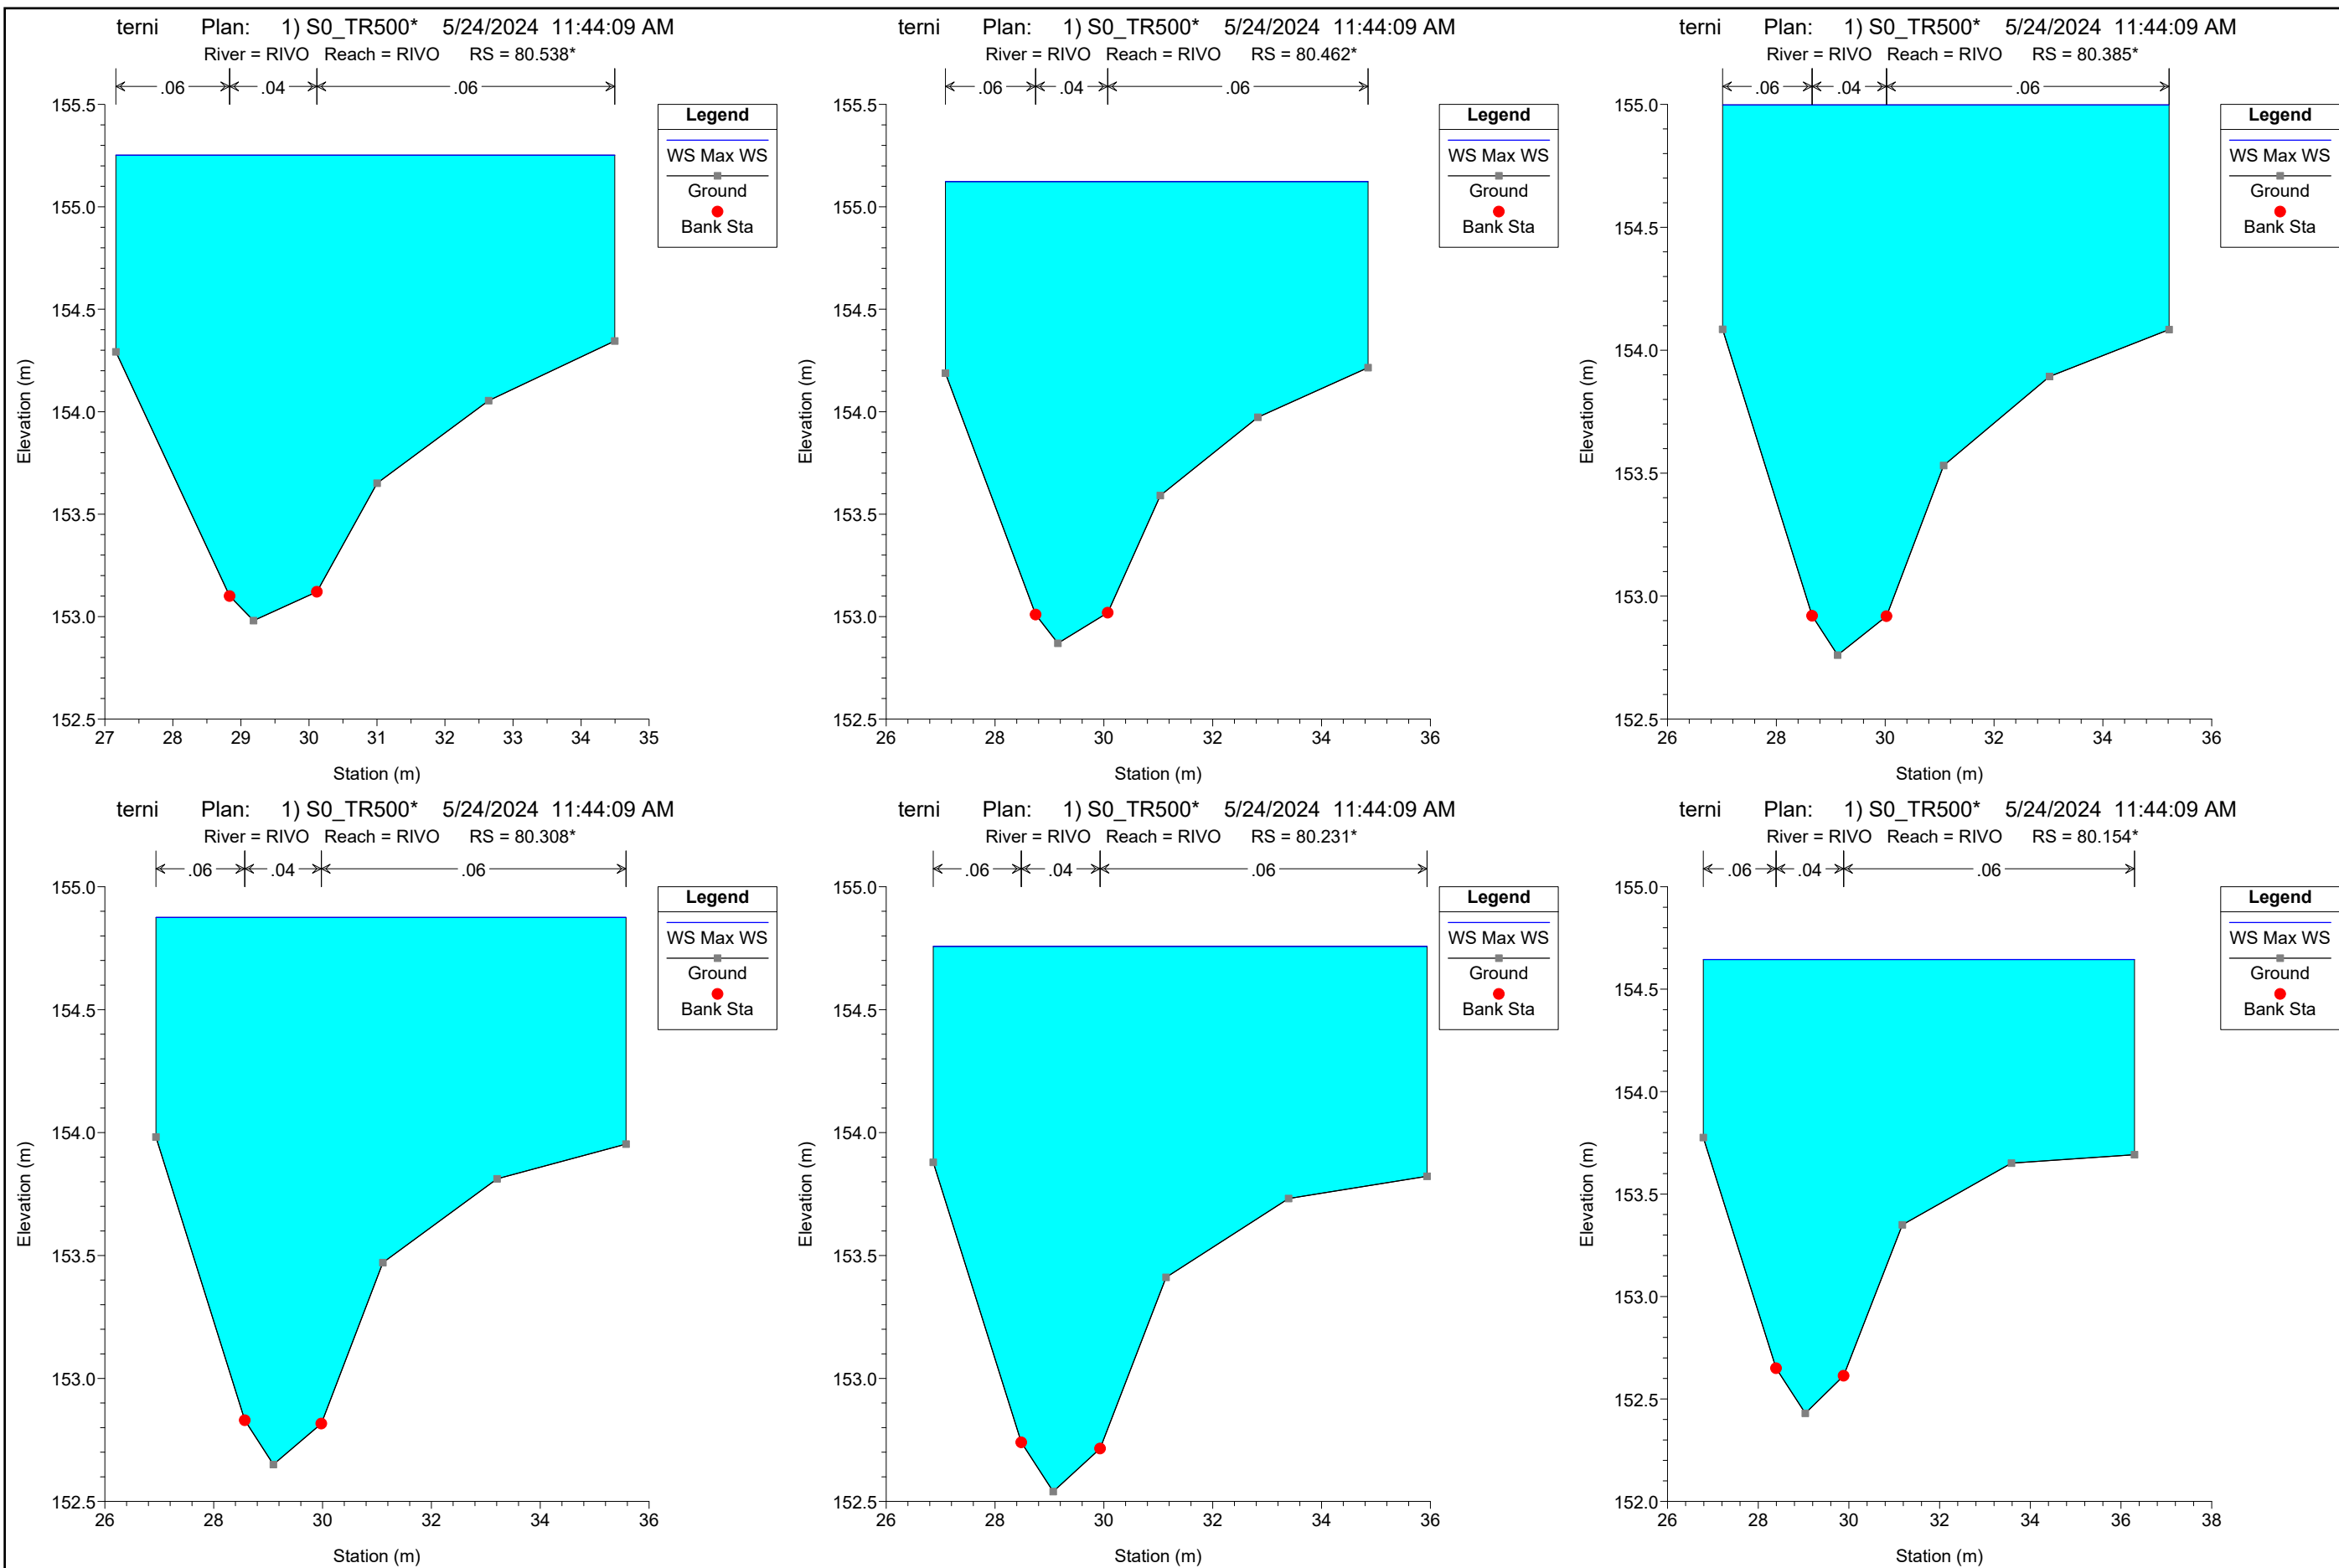 terni Plan: 1) S0_TR500* 5/24/2024 11:44:09 AM
River = RIVO Reach = RIVO RS = 80.538*
.06 .04 .06
Legend
WS Max WS
Ground
Bank Sta
155.5
155.0
154.5
154.0
153.5
153.0
152.5
Elevation (m)
27 28 29 30 31 32 33 34 35
Station (m)
terni Plan: 1) S0_TR500* 5/24/2024 11:44:09 AM
River = RIVO Reach = RIVO RS = 80.462*
.06 .04 .06
Legend
WS Max WS
Ground
Bank Sta
155.5
155.0
154.5
154.0
153.5
153.0
152.5
Elevation (m)
26 28 30 32 34 36
Station (m)
terni Plan: 1) S0_TR500* 5/24/2024 11:44:09 AM
River = RIVO Reach = RIVO RS = 80.385*
.06 .04 .06
Legend
WS Max WS
Ground
Bank Sta
155.0
154.5
154.0
153.5
153.0
152.5
Elevation (m)
26 28 30 32 34 36
Station (m)
terni Plan: 1) S0_TR500* 5/24/2024 11:44:09 AM
River = RIVO Reach = RIVO RS = 80.308*
.06 .04 .06
Legend
WS Max WS
Ground
Bank Sta
155.0
154.5
154.0
153.5
153.0
152.5
Elevation (m)
26 28 30 32 34 36
Station (m)
terni Plan: 1) S0_TR500* 5/24/2024 11:44:09 AM
River = RIVO Reach = RIVO RS = 80.231*
.06 .04 .06
Legend
WS Max WS
Ground
Bank Sta
155.0
154.5
154.0
153.5
153.0
152.5
Elevation (m)
26 28 30 32 34 36
Station (m)
terni Plan: 1) S0_TR500* 5/24/2024 11:44:09 AM
River = RIVO Reach = RIVO RS = 80.154*
.06 .04 .06
Legend
WS Max WS
Ground
Bank Sta
155.0
154.5
154.0
153.5
153.0
152.5
152.0
Elevation (m)
26 28 30 32 34 36 38
Station (m)